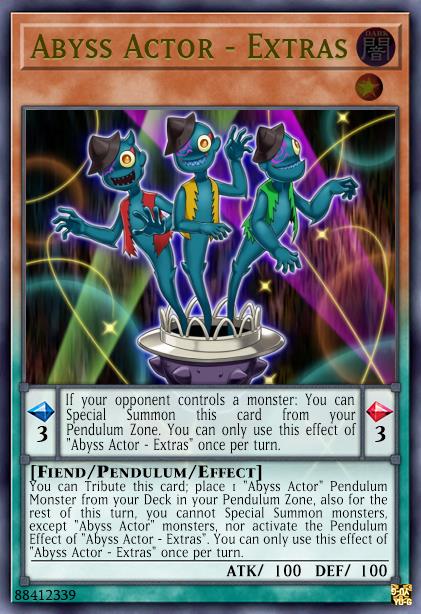 ABYSS ACTOR - EXTRAS
DARK
闇
If your opponent controls a monster: You can
Special Summon this card from your
Pendulum Zone. You can only use this effect of
"Abyss Actor - Extras" once per turn.
3
3
[FIEND/PENDULUM/EFFECT]
You can Tribute this card; place 1 "Abyss Actor" Pendulum
Monster from your Deck in your Pendulum Zone, also for the
rest of this turn, you cannot Special Summon monsters,
except "Abyss Actor" monsters, nor activate the Pendulum
Effect of "Abyss Actor - Extras". You can only use this effect of
"Abyss Actor - Extras" once per turn.
ATK/ 100 DEF/ 100
88412339